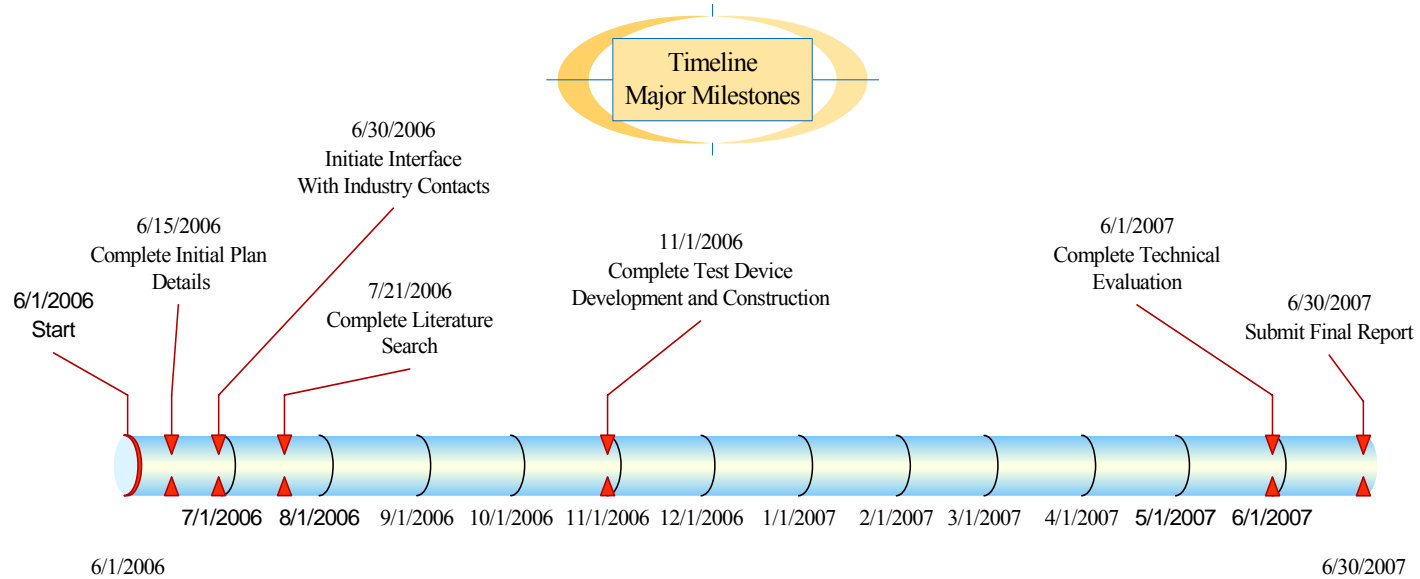 Timeline
Major Milestones
6/30/2006
Initiate Interface
With Industry Contacts
6/15/2006
Complete Initial Plan
Details
6/1/2006
Start
7/21/2006
Complete Literature
Search
11/1/2006
Complete Test Device
Development and Construction
6/1/2007
Complete Technical
Evaluation
6/30/2007
Submit Final Report
7/1/2006 8/1/2006 9/1/2006 10/1/2006 11/1/2006 12/1/2006 1/1/2007 2/1/2007 3/1/2007 4/1/2007 5/1/2007 6/1/2007
6/1/2006 6/30/2007